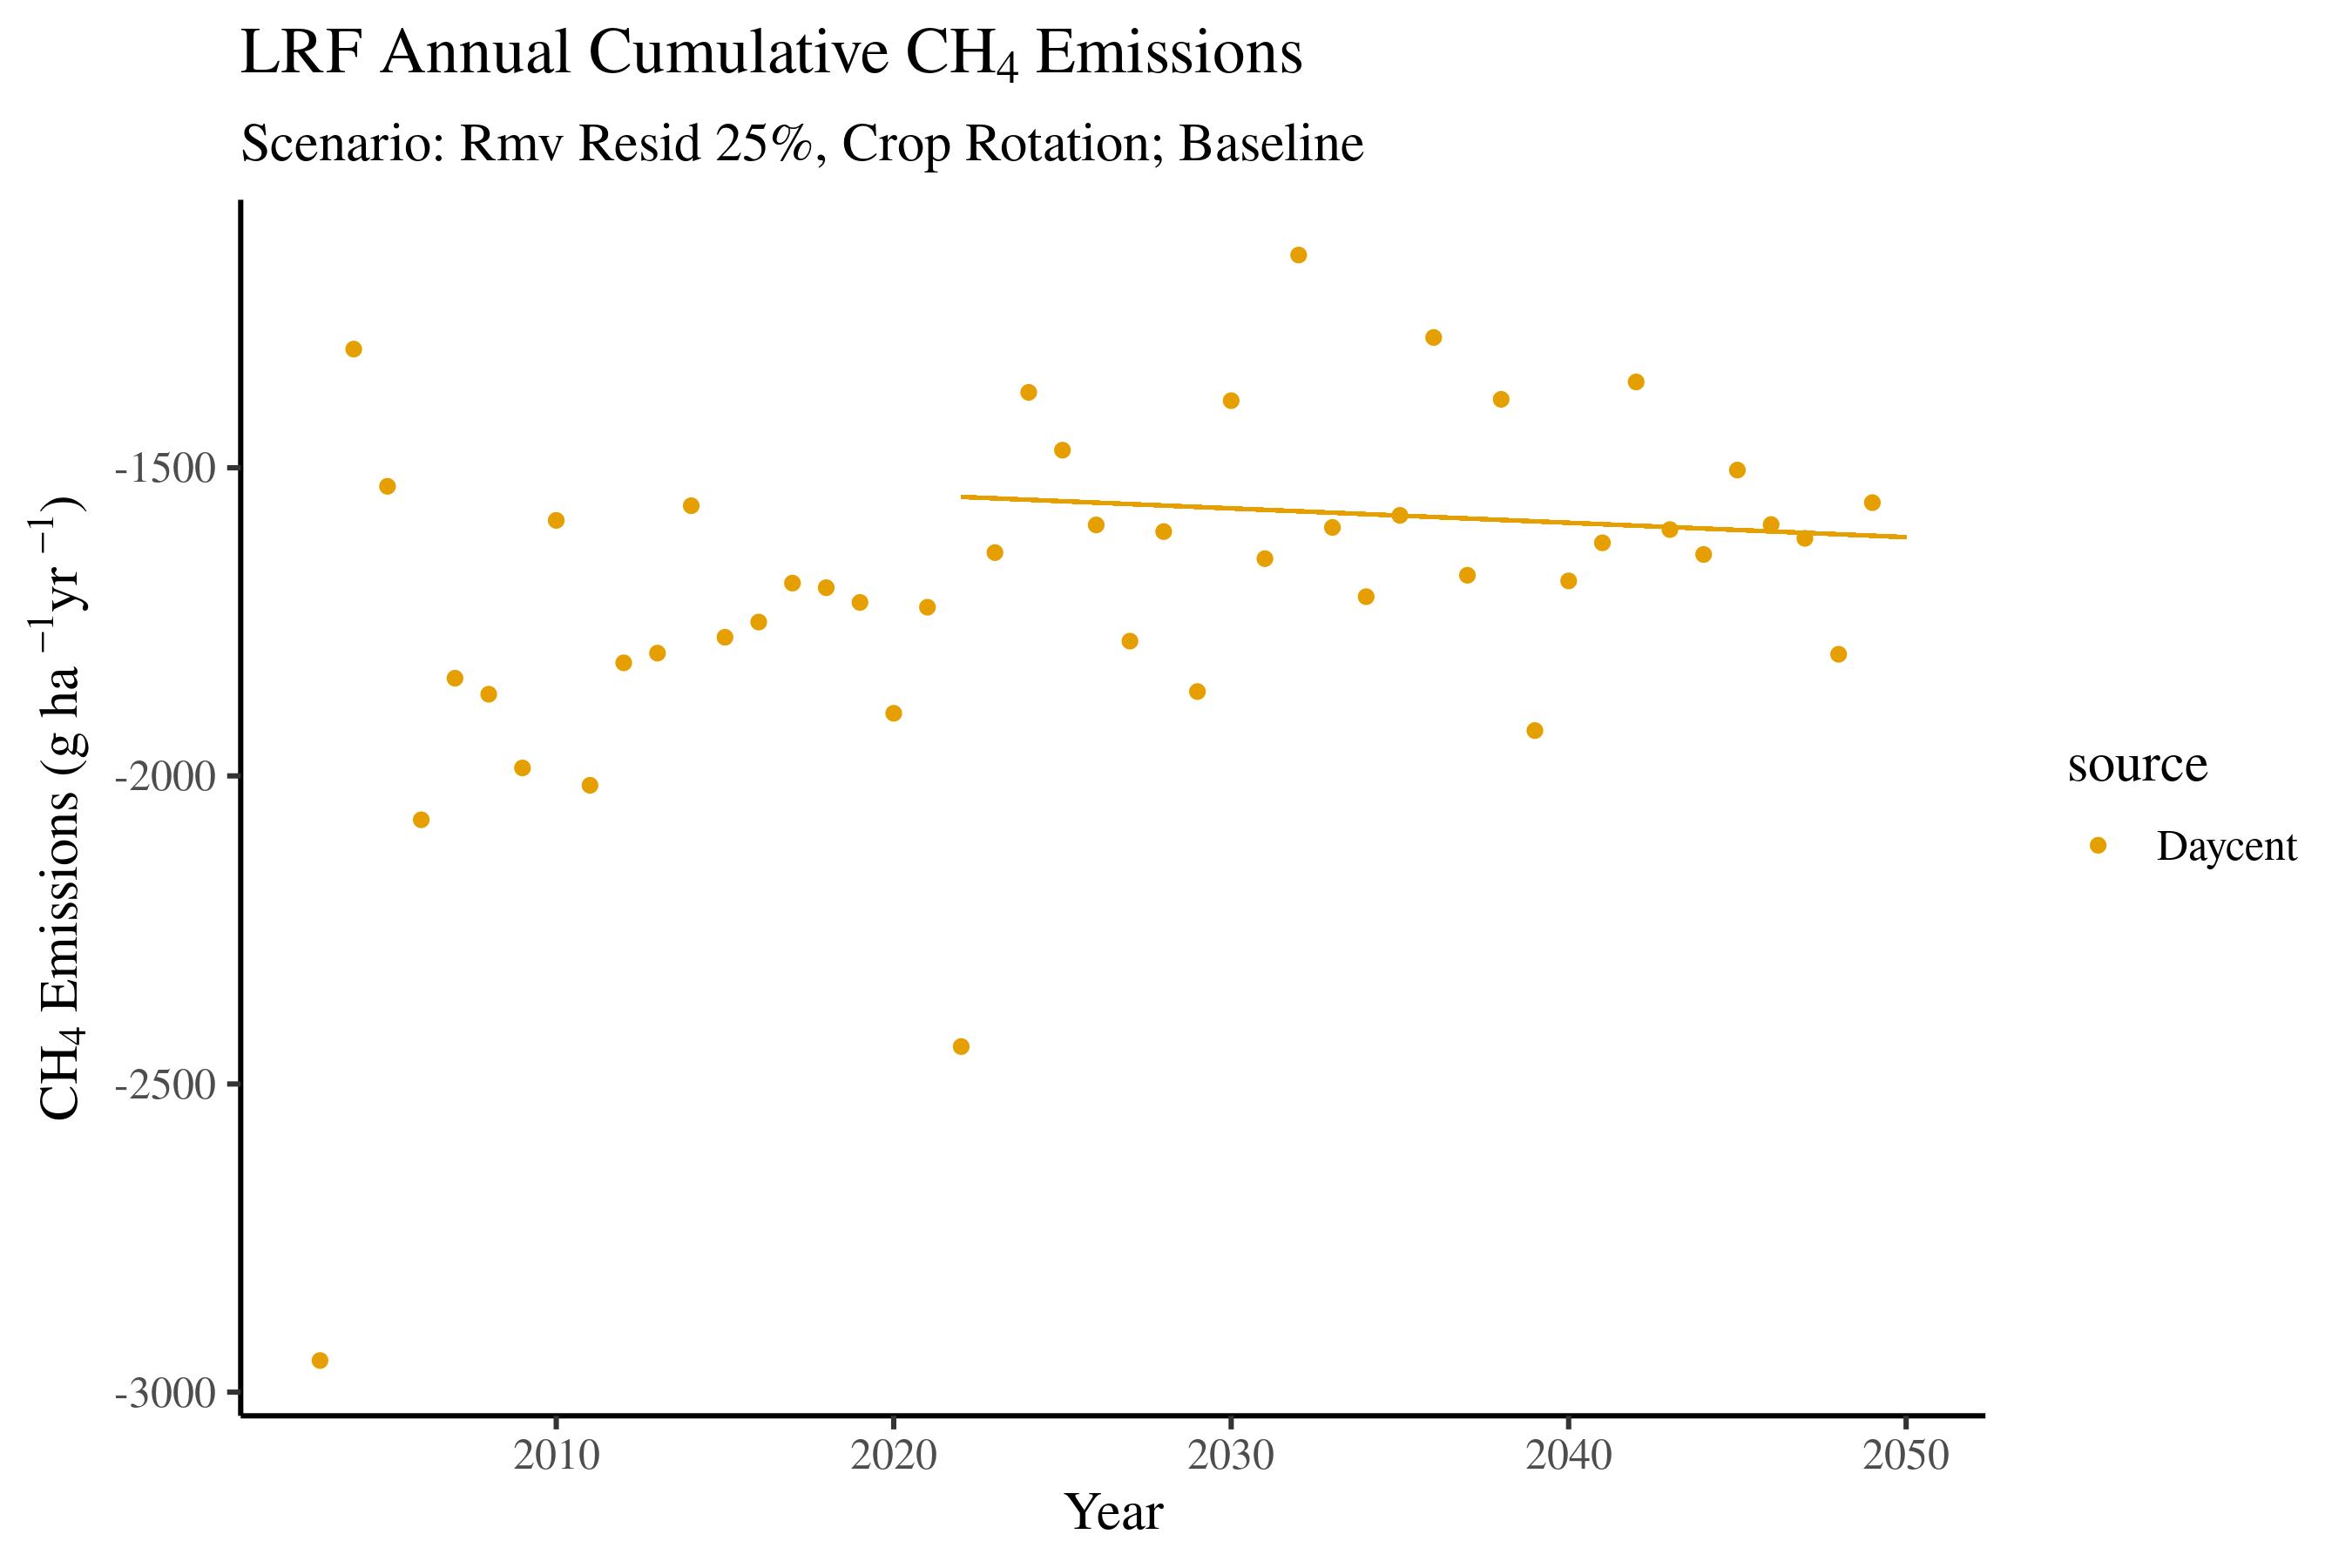 LRF Annual Cumulative CH₄ Emissions
Scenario: Rmv Resid 25%, Crop Rotation; Baseline
CH₄ Emissions (g ha ⁻¹yr ⁻¹)
-1500
-2000
-2500
-3000
2010 2020 2030 2040 2050
Year
source
Daycent